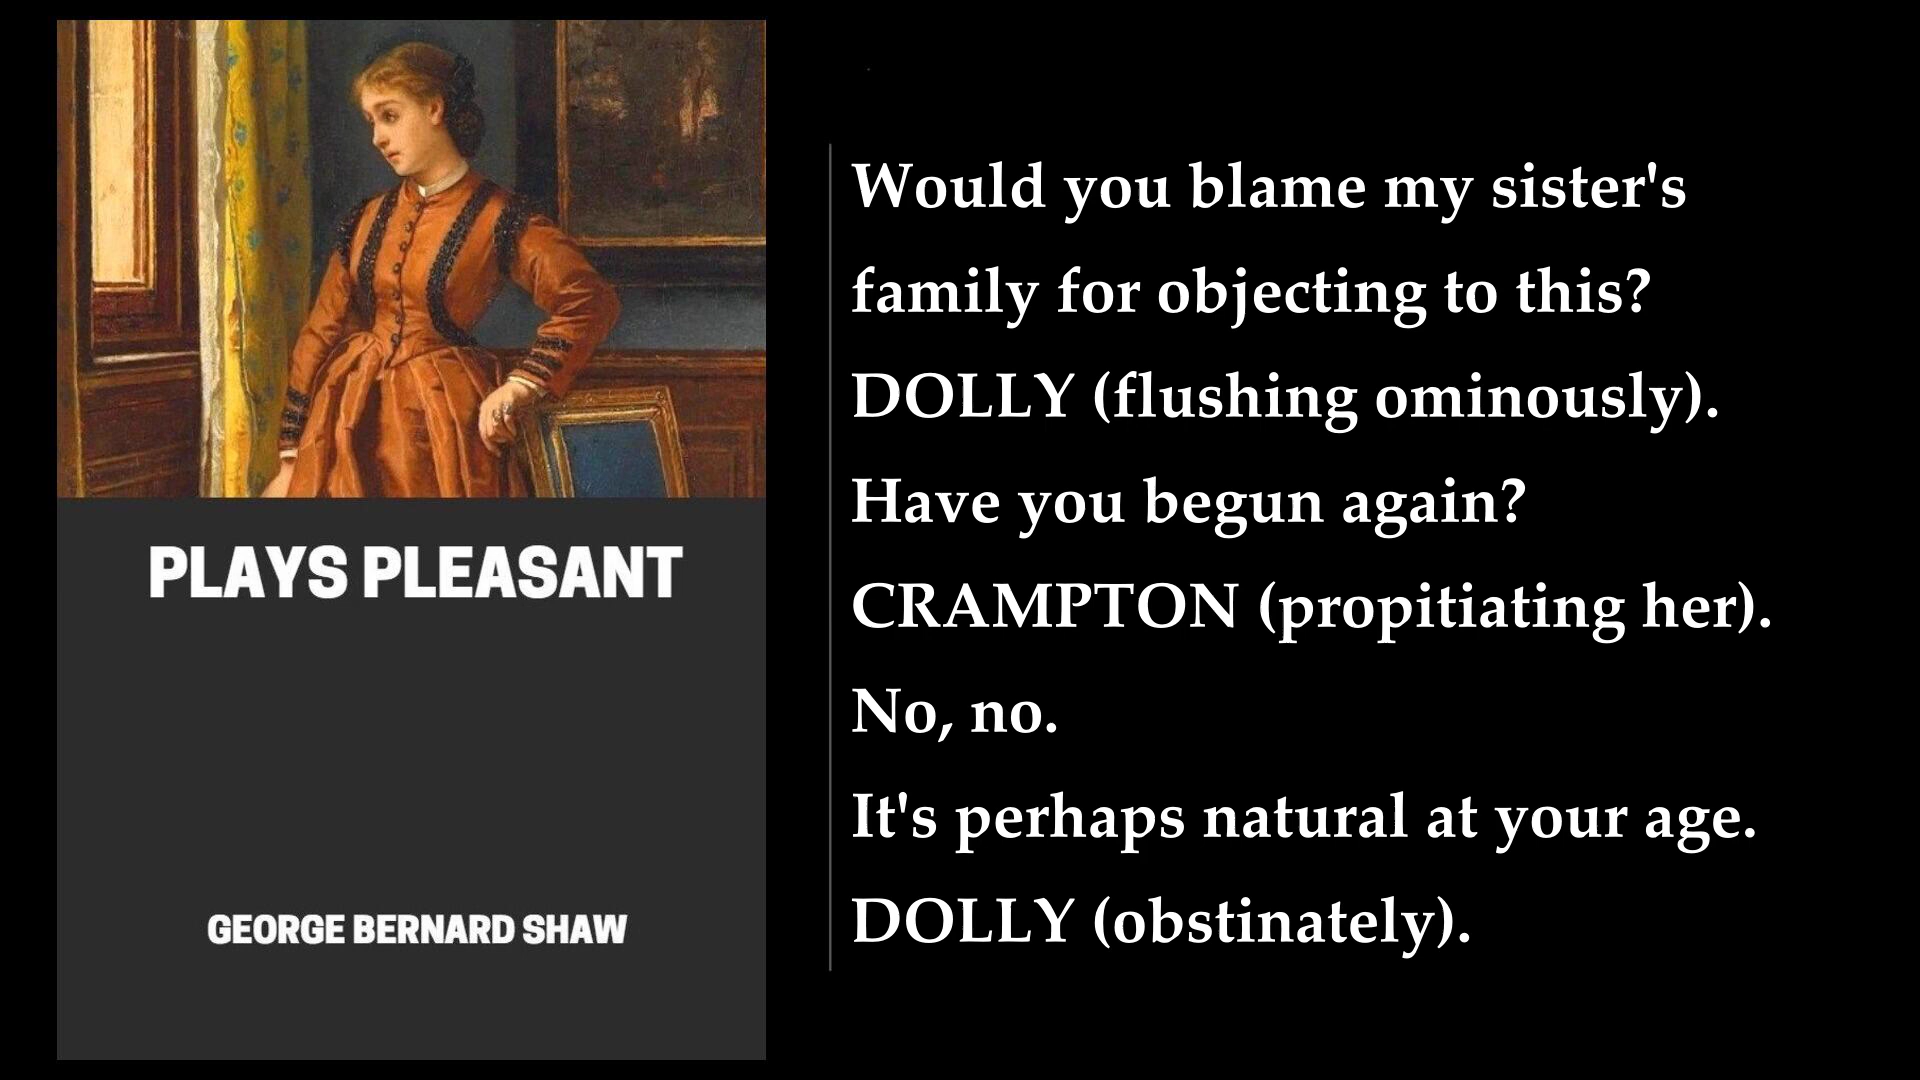 PLAYS PLEASANT
GEORGE BERNARD SHAW
Would you blame my sister's
family for objecting to this?
DOLLY (flushing ominously).
Have you begun again?
CRAMPTON (propitiating her).
No, no.
It's perhaps natural at your age.
DOLLY (obstinately).